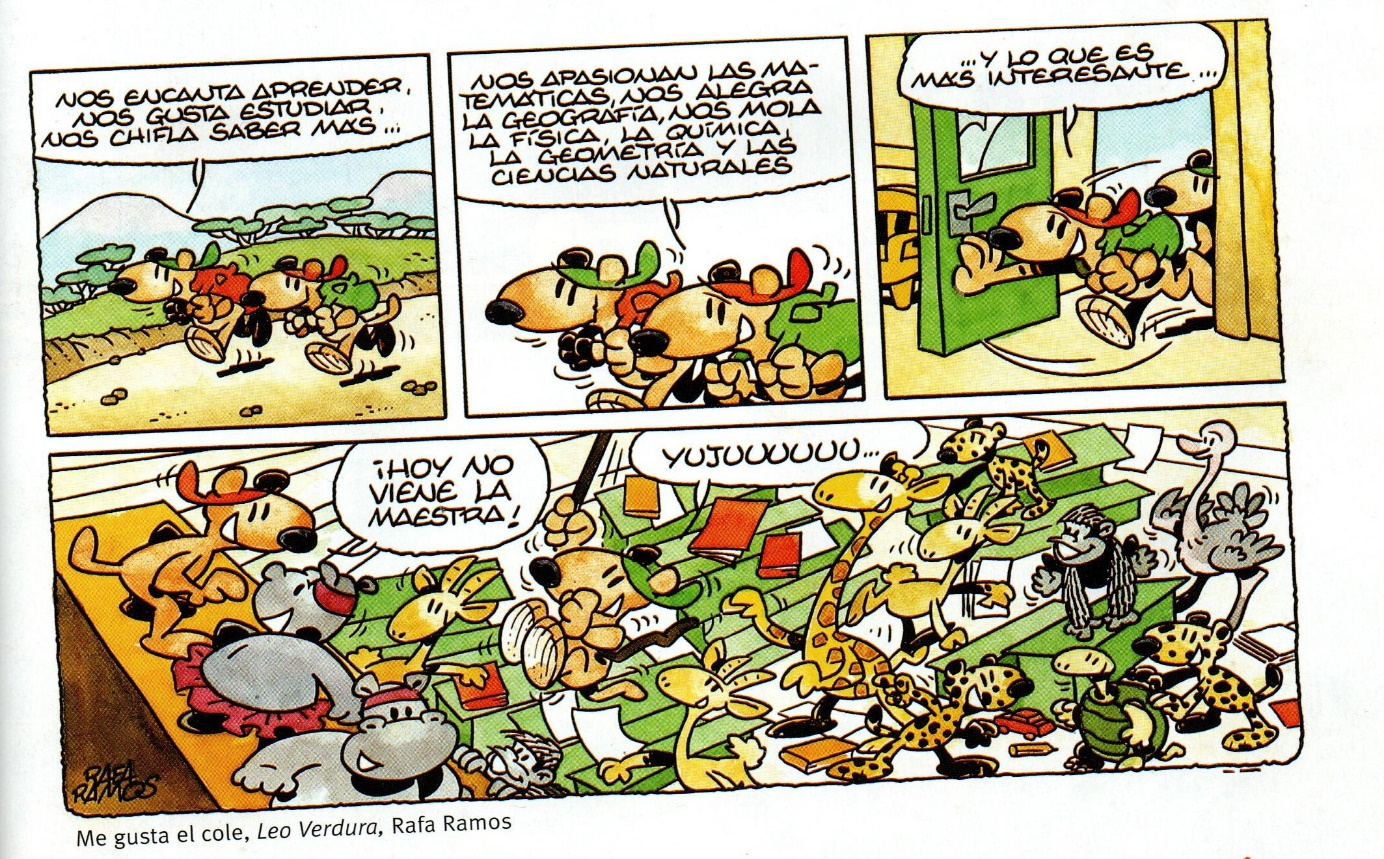 NOS ENCANTA APRENDER,
NOS GUSTA ESTUDIAR,
NOS CHIFLA SABER MÁS...
NOS APASIONAN LAS MA-
TEMÁTICAS, NOS ALEGRA
LA GEOGRAFÍA, NOS MOLA
LA FÍSICA, LA QUÍMICA,
LA GEOMETRÍA Y LAS
CIENCIAS NATURALES
...Y LO QUE ES
MÁS INTERESANTE...
¡HOY NO
VIENE LA
MAESTRA!
YUJUUUUUU...
RAFA
RAMOS
Me gusta el cole, Leo Verdura, Rafa Ramos